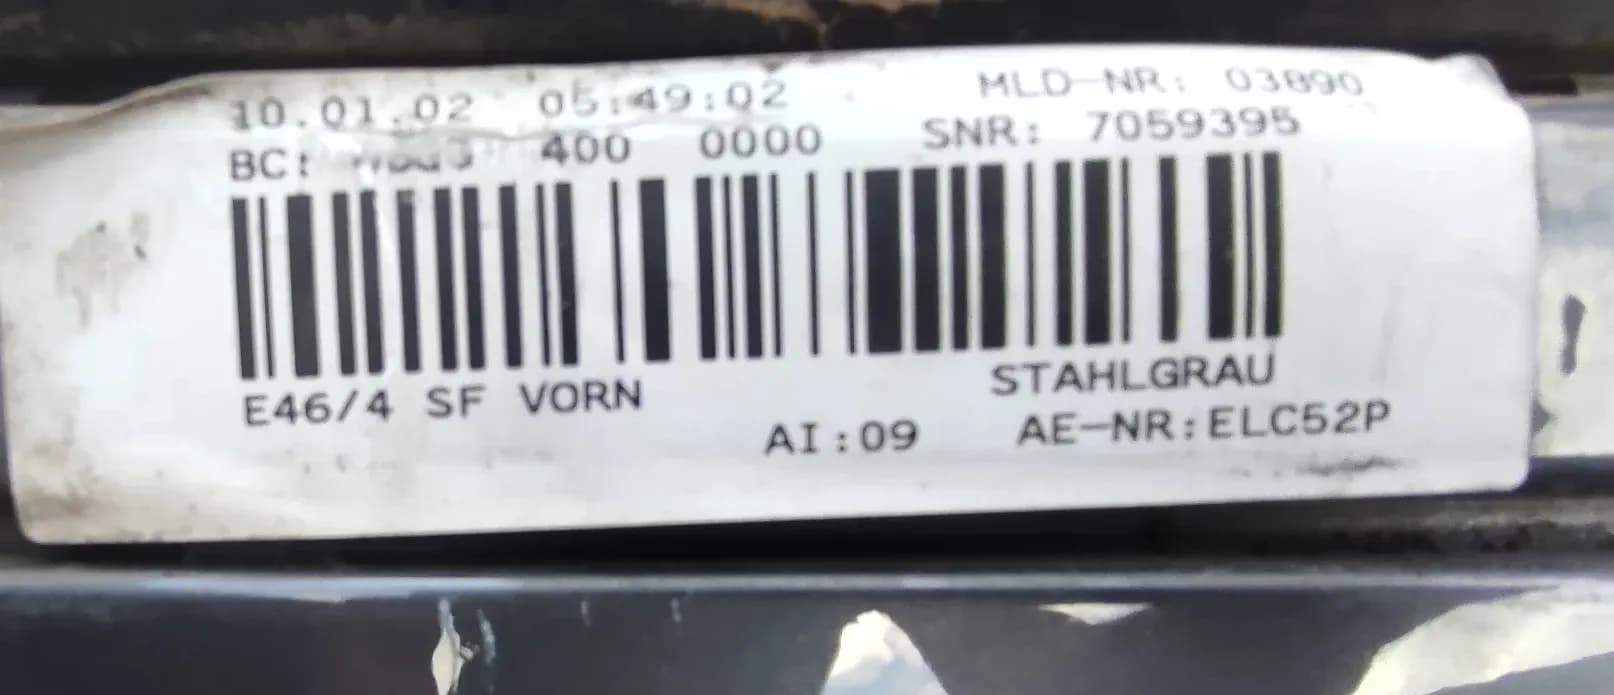 10.01.02 05:49:02 MLD-NR: 03890
BC: 400 0000 SNR: 7059395
E46/4 SF VORN STAHLGRAU
AI:09 AE-NR:ELC52P